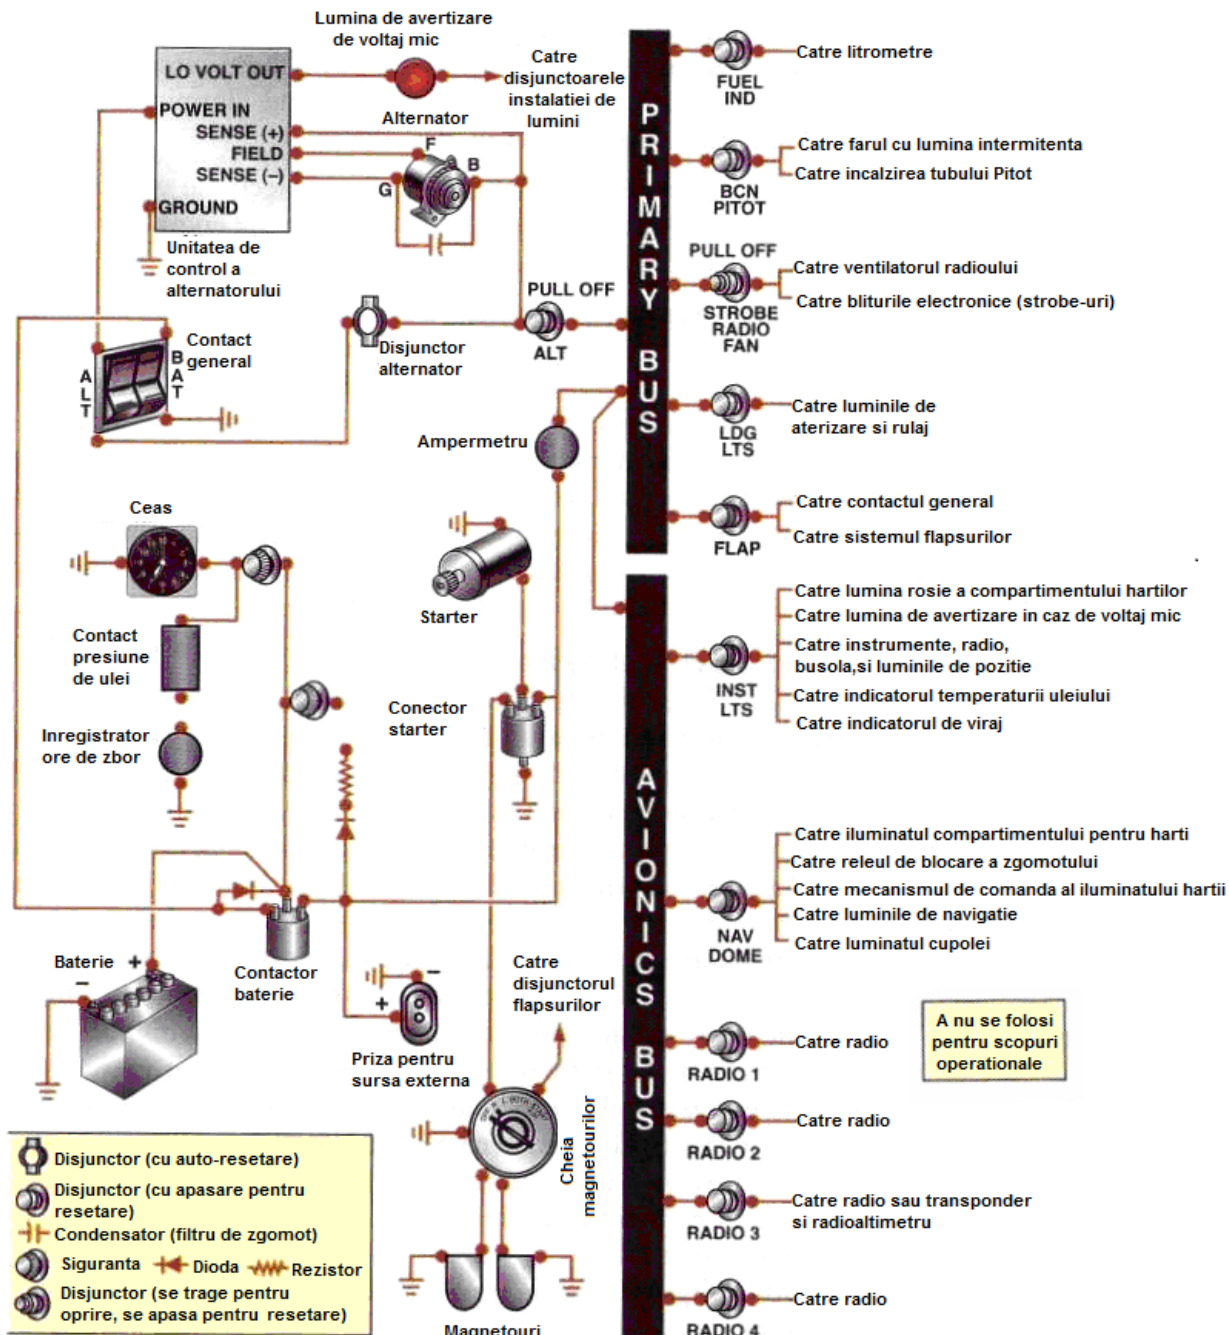 Lumina de avertizare
de voltaj mic
LO VOLT OUT
POWER IN
SENSE (+)
FIELD
SENSE (–)
GROUND
Unitatea de
control a
alternatorului
Alternator
F
B
G
Catre
disjunctoarele
instalatiei de
lumini
PULL OFF
ALT
Disjunctor
alternator
Contact
general
ALT
BAT
Ampermetru
Ceas
Starter
Contact
presiune
de ulei
Inregistrator
ore de zbor
Conector
starter
Baterie
+
-
Contactor
baterie
+
-
Priza pentru
sursa externa
Catre
disjunctorul
flapsurilor
Cheia
magnetourilor
Magnetouri
PRIMARY BUS
FUEL
IND
Catre litrometre
BCN
PITOT
Catre farul cu lumina intermitenta
Catre incalzirea tubului Pitot
PULL OFF
STROBE
RADIO
FAN
Catre ventilatorul radioului
Catre bliturile electronice (strobe-uri)
LDG
LTS
Catre luminile de
aterizare si rulaj
FLAP
Catre contactul general
Catre sistemul flapsurilor
AVIONICS BUS
INST
LTS
Catre lumina rosie a compartimentului hartilor
Catre lumina de avertizare in caz de voltaj mic
Catre instrumente, radio,
busola,si luminile de pozitie
Catre indicatorul temperaturii uleiului
Catre indicatorul de viraj
NAV
DOME
Catre iluminatul compartimentului pentru harti
Catre releul de blocare a zgomotului
Catre mecanismul de comanda al iluminatului hartii
Catre luminile de navigatie
Catre luminatul cupolei
RADIO 1
Catre radio
A nu se folosi
pentru scopuri
operationale
RADIO 2
Catre radio
RADIO 3
Catre radio sau transponder
si radioaltimetru
RADIO 4
Catre radio
Disjunctor (cu auto-resetare)
Disjunctor (cu apasare pentru
resetare)
Condensator (filtru de zgomot)
Siguranta
Dioda
Rezistor
Disjunctor (se trage pentru
oprire, se apasa pentru resetare)